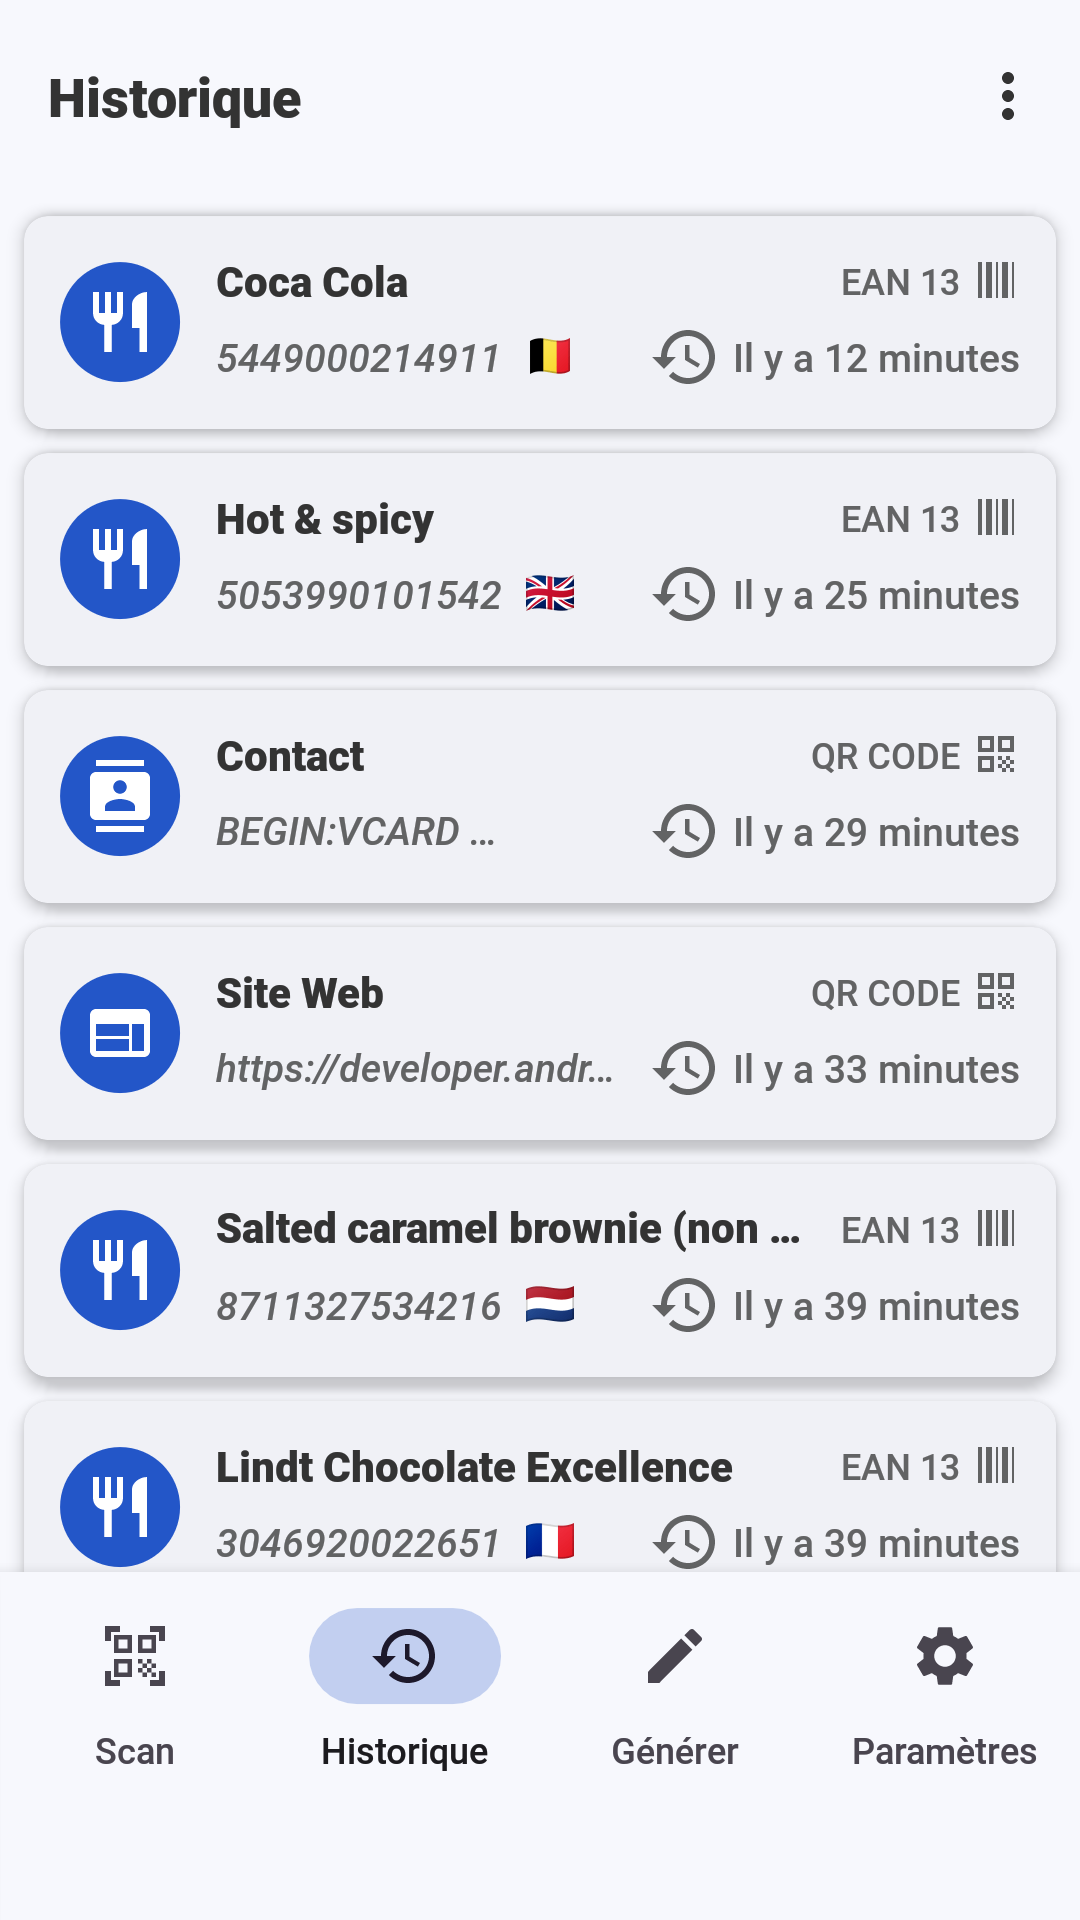 Historique
Coca Cola EAN 13
5449000214911 Il y a 12 minutes
Hot & spicy EAN 13
5053990101542 Il y a 25 minutes
Contact QR CODE
BEGIN:VCARD ... Il y a 29 minutes
Site Web QR CODE
https://developer.andr... Il y a 33 minutes
Salted caramel brownie (non ... EAN 13
8711327534216 Il y a 39 minutes
Lindt Chocolate Excellence EAN 13
3046920022651 Il y a 39 minutes
Scan Historique Générer Paramètres